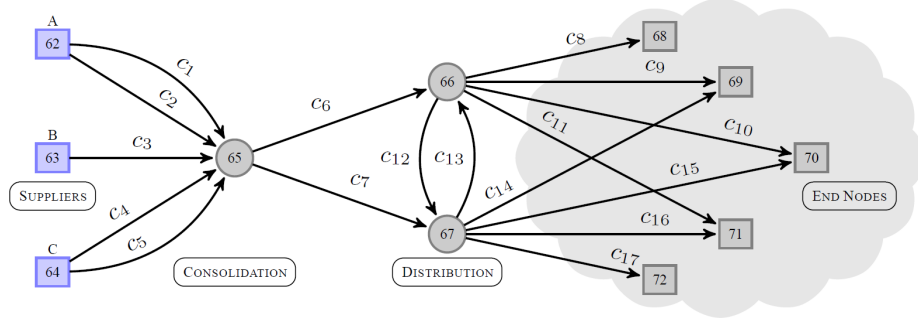 A
62
B
63
C
64
SUPPLIERS
c1
c2
c3
c4
c5
65
CONSOLIDATION
c6
c7
66
67
c12
c13
DISTRIBUTION
c8
c9
c10
c11
c14
c15
c16
c17
68
69
70
71
72
END NODES